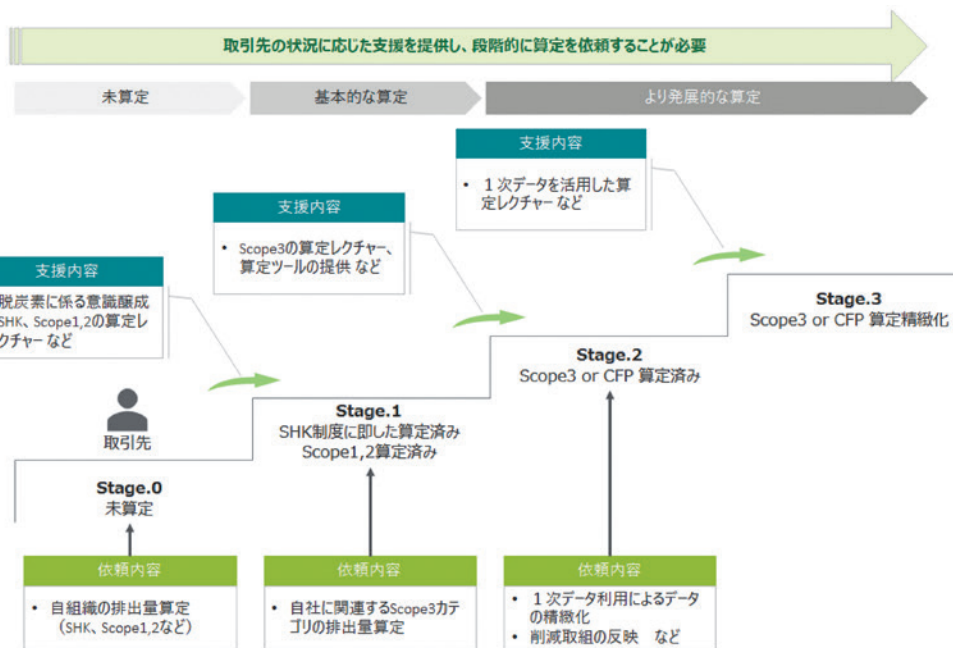 取引先の状況に応じた支援を提供し、段階的に算定を依頼することが必要
未算定
基本的な算定
より発展的な算定
支援内容
• 1次データを活用した算
定レクチャー など
支援内容
• Scope3の算定レクチャー、
算定ツールの提供 など
支援内容
脱炭素に係る意識醸成
SHK、Scope1,2の算定レ
クチャー など
Stage.3
Scope3 or CFP 算定精緻化
Stage.2
Scope3 or CFP 算定済み
Stage.1
SHK制度に即した算定済み
Scope1,2算定済み
取引先
Stage.0
未算定
依頼内容
• 自組織の排出量算定
（SHK、Scope1,2など）
依頼内容
• 自社に関連するScope3カテ
ゴリの排出量算定
依頼内容
• 1次データ利用によるデータ
の精緻化
• 削減取組の反映 など